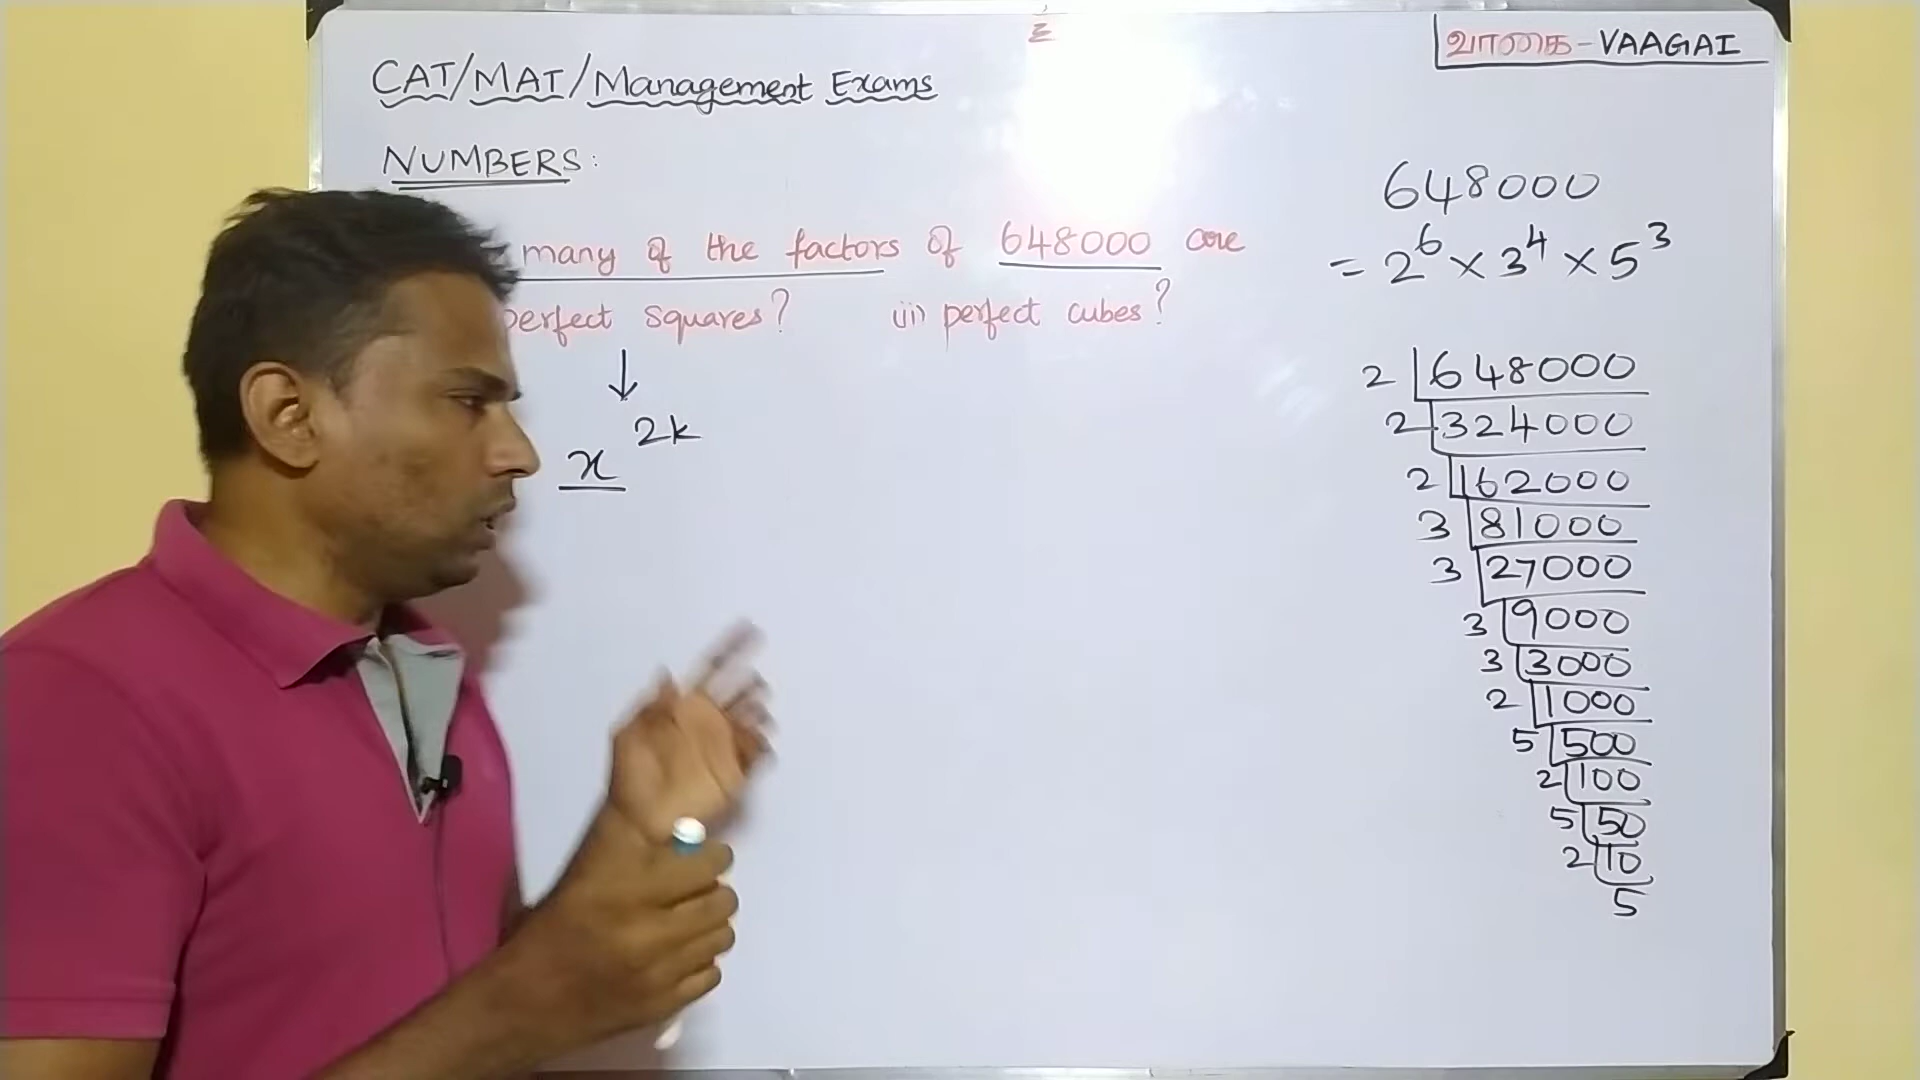 வாகை - VAAGAI
CAT/MAT/Management Exams
NUMBERS:
many of the factors of 648000 are
perfect squares? (ii) perfect cubes?
x^2k
648000
= 2^6 × 3^4 × 5^3
2 | 648000
2 | 324000
2 | 162000
3 | 81000
3 | 27000
3 | 9000
3 | 3000
2 | 1000
5 | 500
2 | 100
5 | 50
2 | 10
5